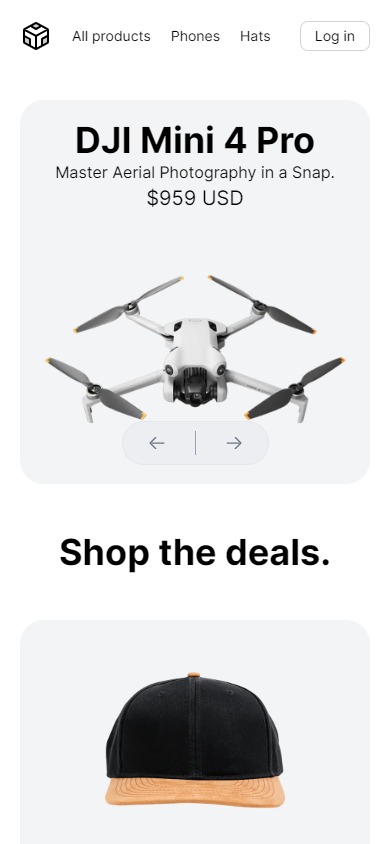 All products Phones Hats Log in
DJI Mini 4 Pro
Master Aerial Photography in a Snap.
$959 USD
Shop the deals.